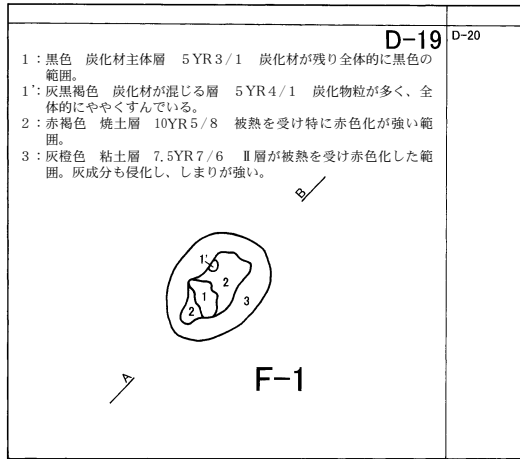 D-19
D-20
1：黒色　炭化材主体層　5YR3/1　炭化材が残り全体的に黒色の
範囲。
1'：灰黒褐色　炭化材が混じる層　5YR4/1　炭化物粒が多く、全
体的にややくすんでいる。
2：赤褐色　焼土層　10YR5/8　被熱を受け特に赤色化が強い範
囲。
3：灰橙色　粘土層　7.5YR7/6　Ⅱ層が被熱を受け赤色化した範
囲。灰成分も侵化し、しまりが強い。
B
1'
2
1
2
3
A
F-1